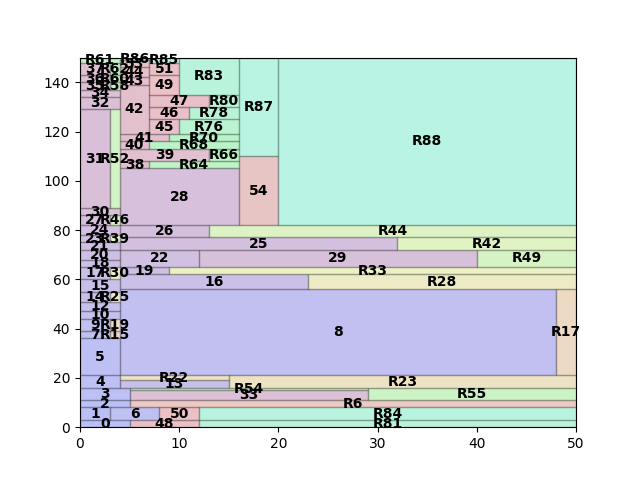 R61 R86 R85
37 R62 44 51 R83
36 R60 43 49
35 R58
34
32 42 47 R80 R87
46 R78
45 R76
41 R70
40 R68 R88
31 R52 39 R66
38 R64
30 28 54
27 R46
24 26 R44
23 R39 25 R42
21
20 22 29 R49
18
17 R30 19 R33
15 16 R28
14 R25
12
10
9 R19 8 R17
7 R15
5
4 R22 13 R23
3 R54 33 R55
2 R6
1 6 50 R84
0 48 R81
140
120
100
80
60
40
20
0
0 10 20 30 40 50